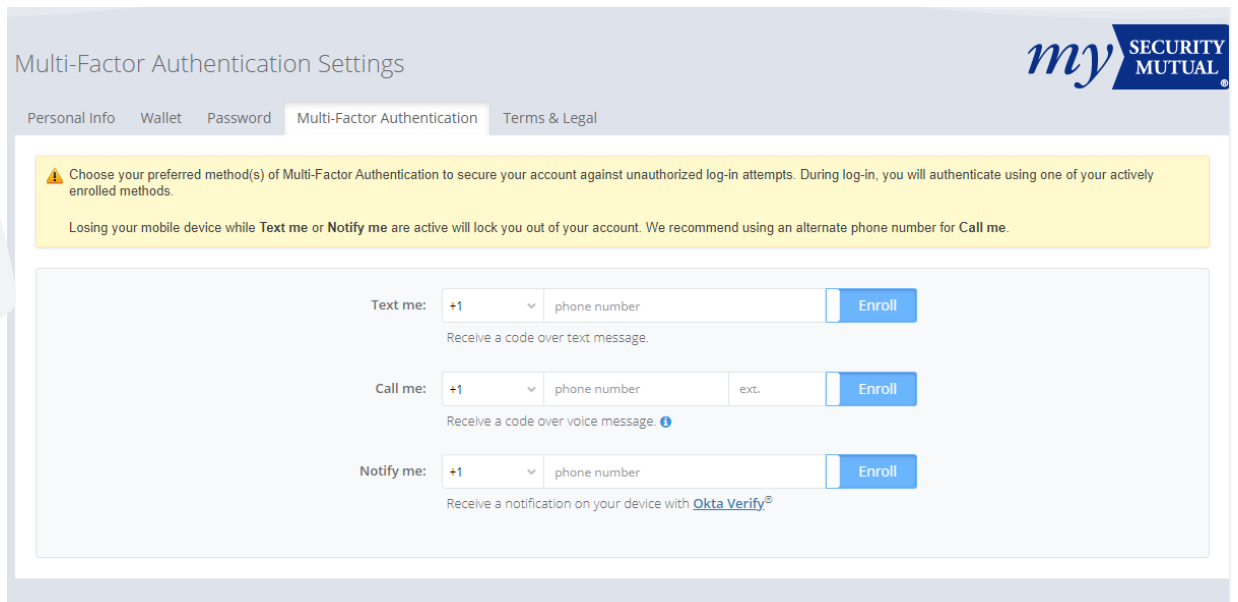 Multi-Factor Authentication Settings
my SECURITY
MUTUAL®
Personal Info Wallet Password Multi-Factor Authentication Terms & Legal
Choose your preferred method(s) of Multi-Factor Authentication to secure your account against unauthorized log-in attempts. During log-in, you will authenticate using one of your actively
enrolled methods.
Losing your mobile device while Text me or Notify me are active will lock you out of your account. We recommend using an alternate phone number for Call me.
Text me: +1 phone number Enroll
Receive a code over text message.
Call me: +1 phone number ext. Enroll
Receive a code over voice message.
Notify me: +1 phone number Enroll
Receive a notification on your device with Okta Verify®